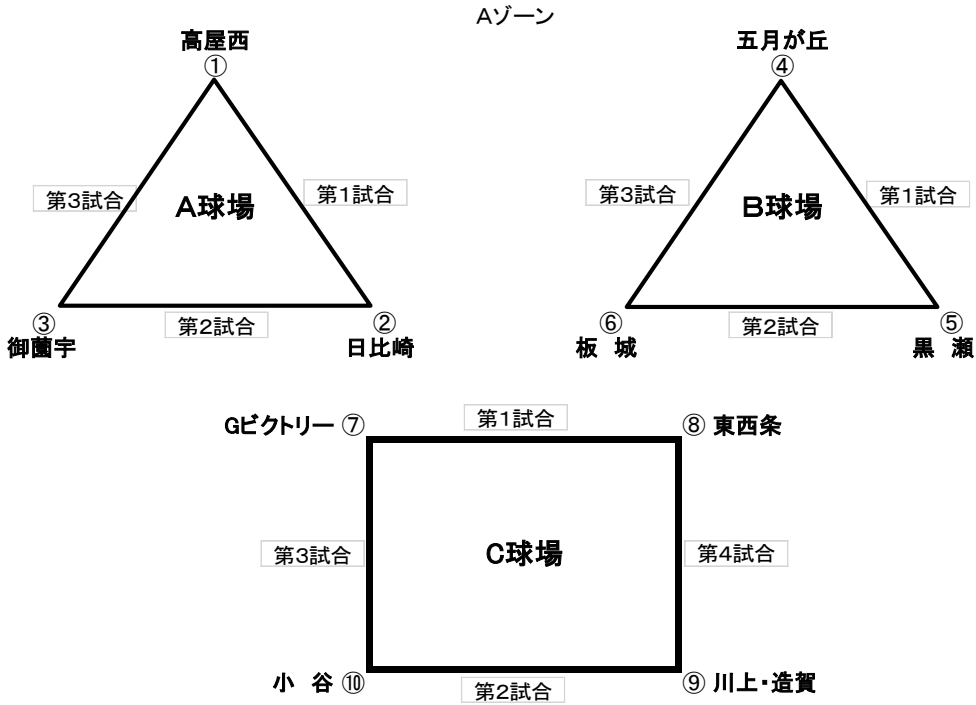 Aゾーン
高屋西
①
第3試合
A球場
第1試合
③
御薗宇
第2試合
②
日比崎
五月が丘
④
第3試合
B球場
第1試合
⑥
板 城
第2試合
⑤
黒 瀬
Gビクトリー ⑦
第1試合
⑧ 東西条
第3試合
C球場
第4試合
小 谷 ⑩
第2試合
⑨ 川上・造賀